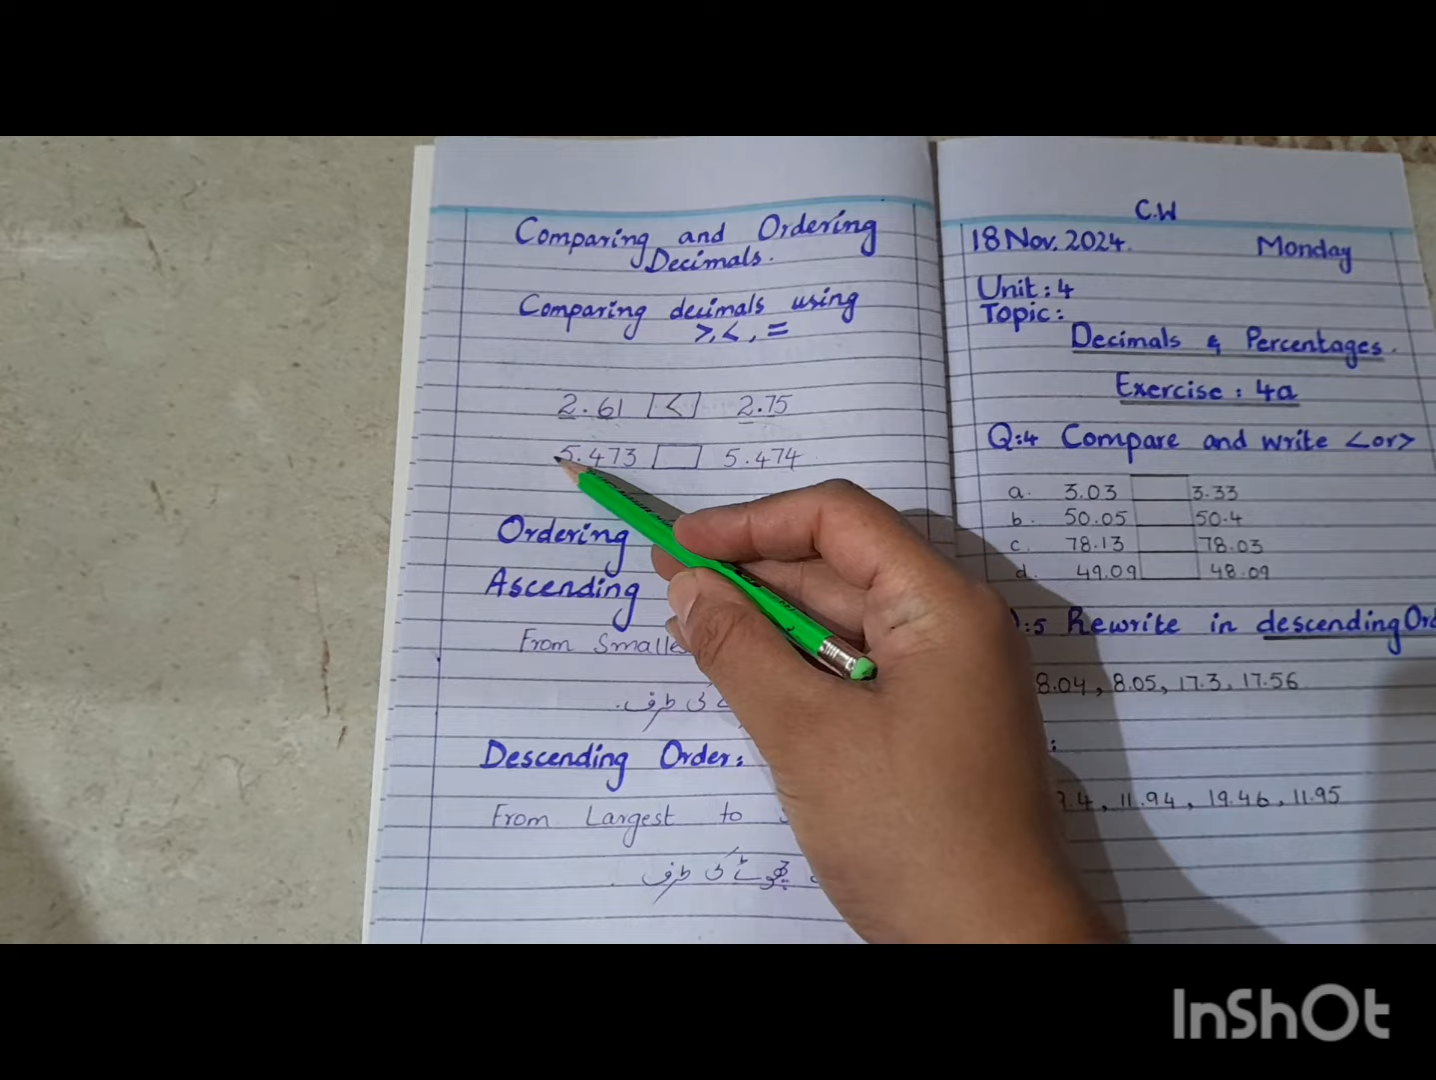 Comparing and Ordering
Decimals.
Comparing decimals using
>, <, =
2.61 < 2.75
5.473 5.474
Ordering
Ascending
From
کی طرف.
Descending Order:
From Largest to
چھوٹے کی طرف.
C.W
18 Nov. 2024. Monday
Unit: 4
Topic:
Decimals & Percentages.
Exercise: 4a
Q:4 Compare and write <or>
a. 3.03 3.33
b. 50.05 50.4
c. 78.13 78.03
d. 49.09 48.09
:5 Rewrite in descending
8.04, 8.05, 17.3, 17.56
:
.4, 11.94, 19.46, 11.95
InShOt